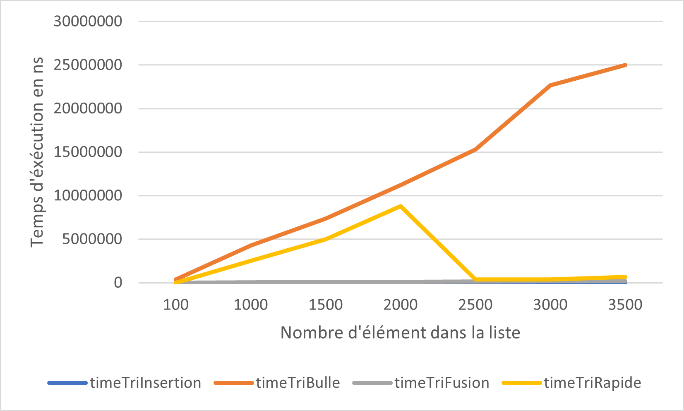 30000000
25000000
20000000
15000000
10000000
5000000
0
Temps d'éxécution en ns
100 1000 1500 2000 2500 3000 3500
Nombre d'élément dans la liste
timeTriInsertion timeTriBulle timeTriFusion timeTriRapide